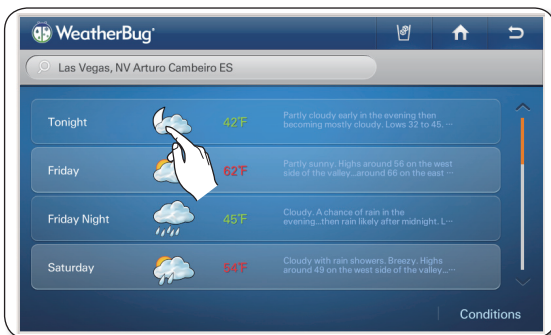 WeatherBug®
Las Vegas, NV Arturo Cambeiro ES
Tonight
42°F
Partly cloudy early in the evening then
becoming mostly cloudy. Lows 32 to 45. ···
Friday
62°F
Partly sunny. Highs around 56 on the west
side of the valley...around 66 on the east ···
Friday Night
45°F
Cloudy. A chance of rain in the
evening...then rain likely after midnight. L···
Saturday
54°F
Cloudy with rain showers. Breezy. Highs
around 49 on the west side of the valley...···
Conditions